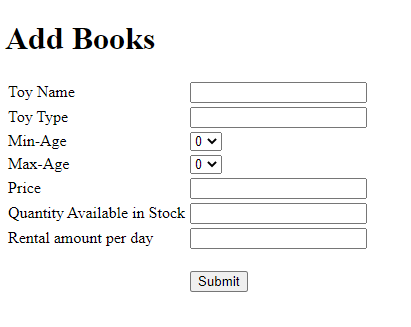 Add Books
Toy Name
Toy Type
Min-Age 0
Max-Age 0
Price
Quantity Available in Stock
Rental amount per day
Submit